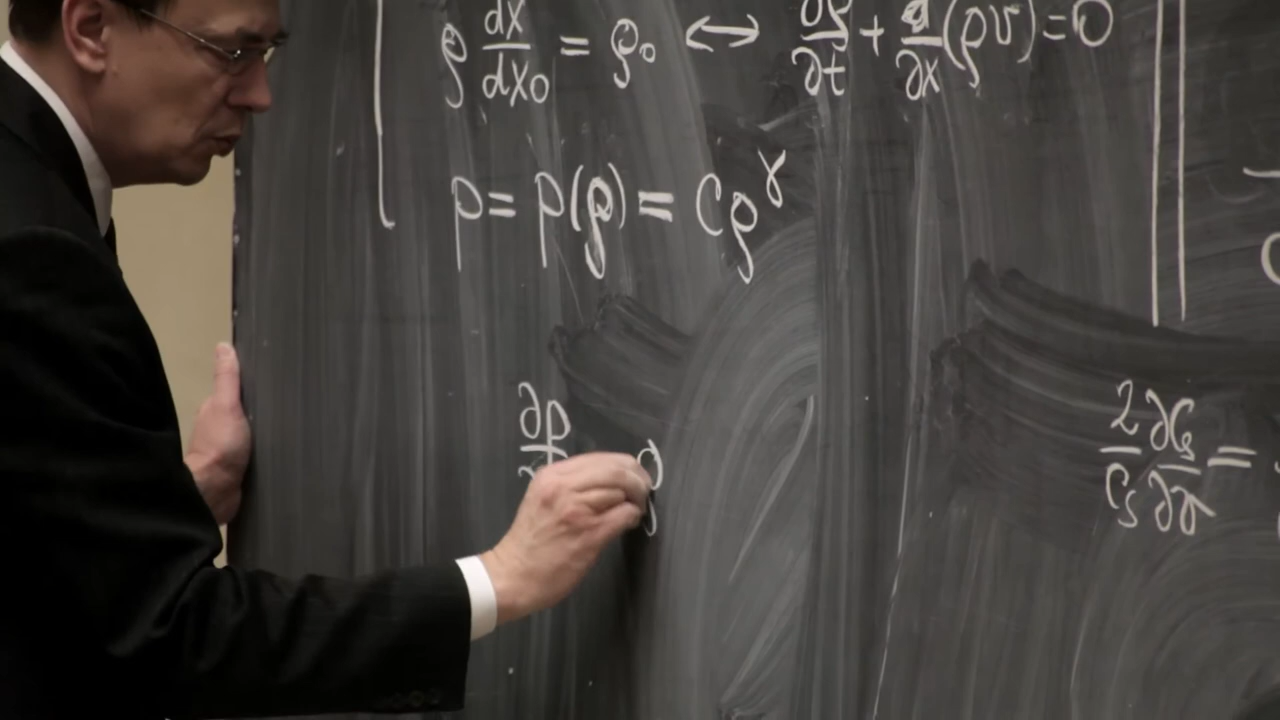 ρ dx/dx₀ = ρ₀ ↔ ∂ρ/∂t + ∂/∂x (ρv) = 0
p = p(ρ) = Cρ^γ
∂p
2/c_s ∂c_s/∂σ =